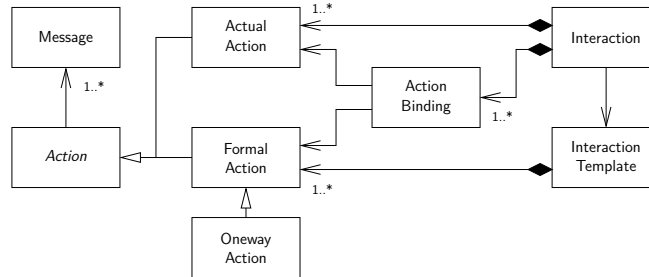 Message
Actual
Action
1..*
Interaction
1..*
Action
Binding
1..*
Action
Formal
Action
1..*
Interaction
Template
Oneway
Action